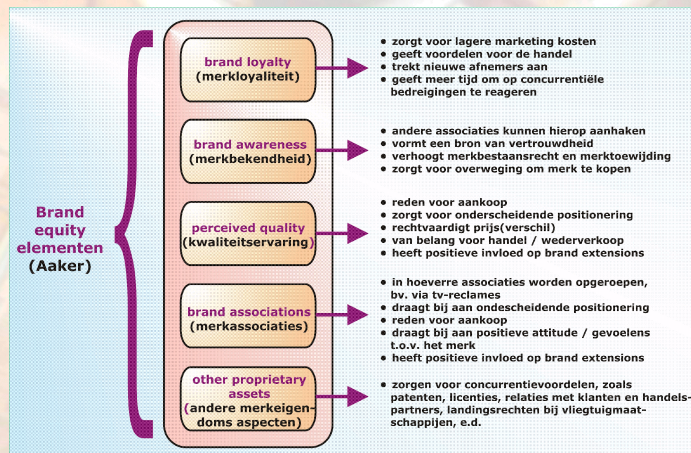 Brand
equity
elementen
(Aaker)
brand loyalty
(merkloyaliteit)
• zorgt voor lagere marketing kosten
• geeft voordelen voor de handel
• trekt nieuwe afnemers aan
• geeft meer tijd om op concurrentiële
bedreigingen te reageren
brand awareness
(merkbekendheid)
• andere associaties kunnen hierop aanhaken
• vormt een bron van vertrouwdheid
• verhoogt merkbestaansrecht en merktoewijding
• zorgt voor overweging om merk te kopen
perceived quality
(kwaliteitservaring)
• reden voor aankoop
• zorgt voor onderscheidende positionering
• rechtvaardigt prijs(verschil)
• van belang voor handel / wederverkoop
• heeft positieve invloed op brand extensions
brand associations
(merkassociaties)
• in hoeverre associaties worden opgeroepen,
bv. via tv-reclames
• draagt bij aan ondescheidende positionering
• reden voor aankoop
• draagt bij aan positieve attitude / gevoelens
t.o.v. het merk
• heeft positieve invloed op brand extensions
other proprietary
assets
(andere merkeigen-
doms aspecten)
• zorgen voor concurrentievoordelen, zoals
patenten, licenties, relaties met klanten en handels-
partners, landingsrechten bij vliegtuigmaat-
schappijen, e.d.